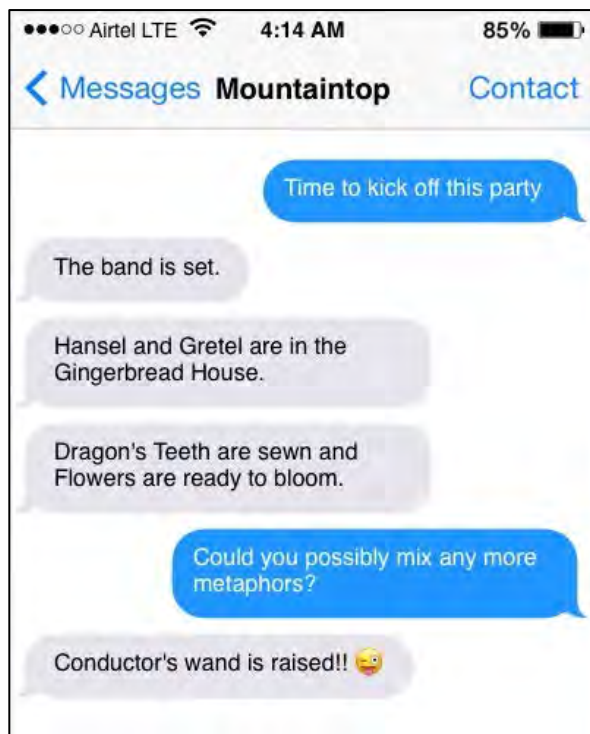 Airtel LTE 4:14 AM 85%
Messages Mountaintop Contact
Time to kick off this party
The band is set.
Hansel and Gretel are in the
Gingerbread House.
Dragon's Teeth are sewn and
Flowers are ready to bloom.
Could you possibly mix any more
metaphors?
Conductor's wand is raised!! 😜